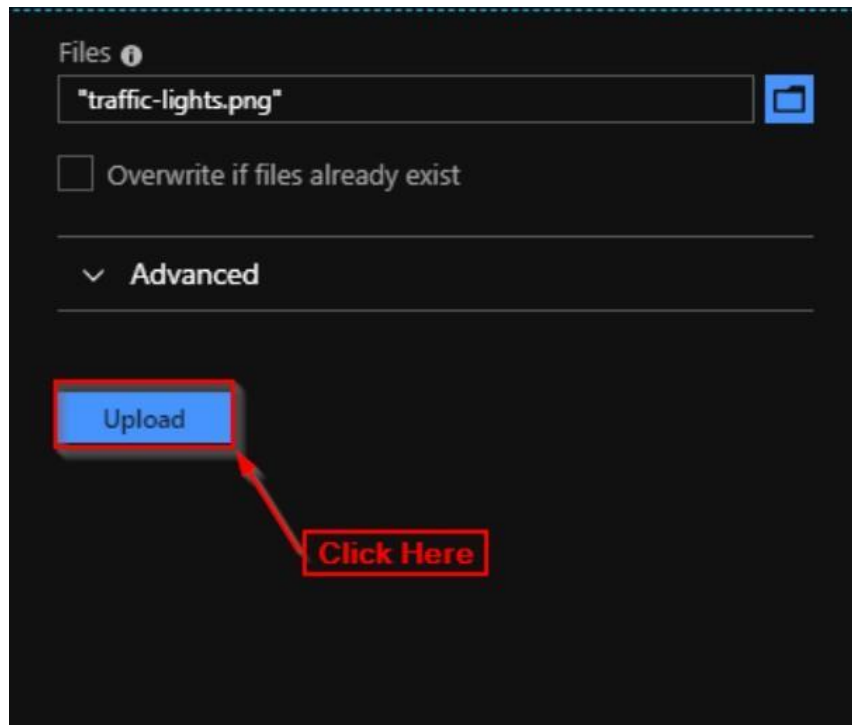 Files
"traffic-lights.png"
Overwrite if files already exist
Advanced
Upload
Click Here